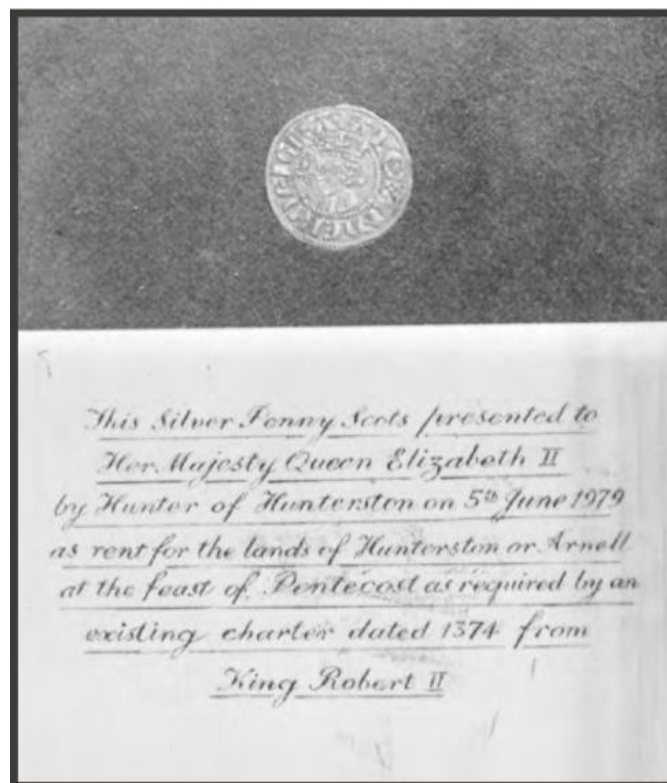 This Silver Penny Scots presented to
Her Majesty Queen Elizabeth II
by Hunter of Hunterston on 5th June 1979
as rent for the lands of Hunterston or Arnell
at the feast of Pentecost as required by an
existing charter dated 1374 from
King Robert II